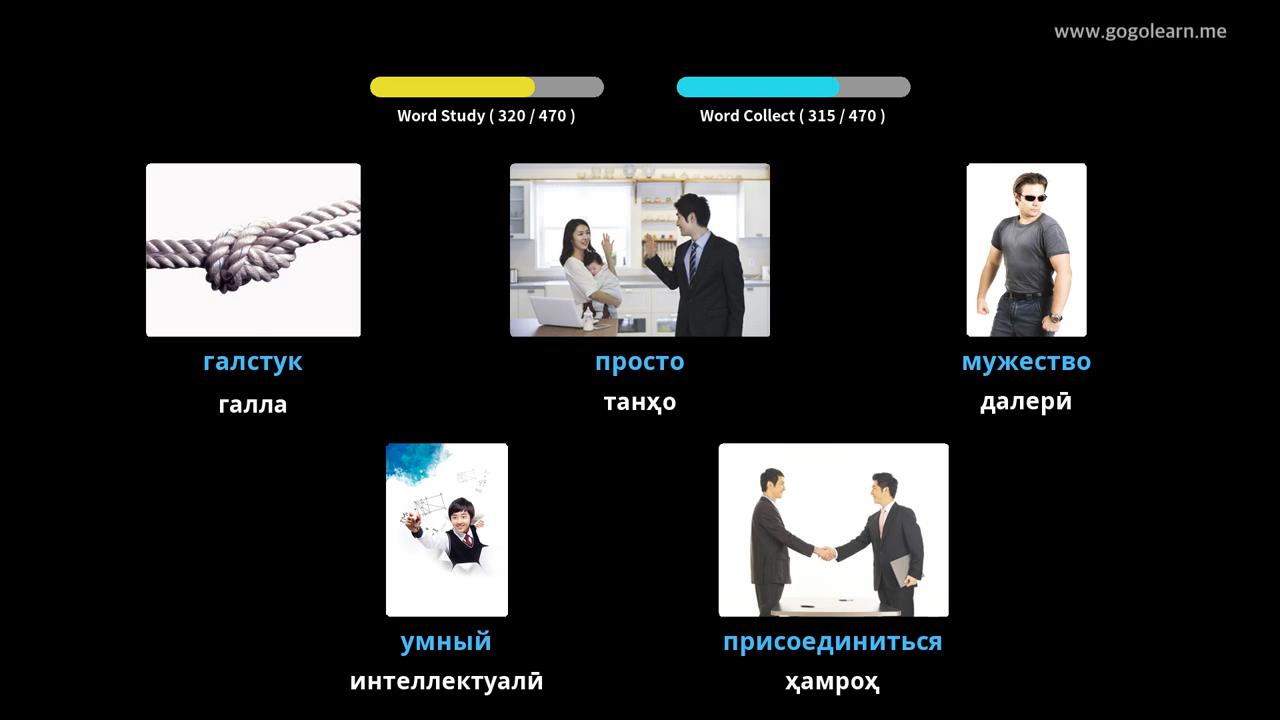 www.gogolearn.me
Word Study ( 320 / 470 )
Word Collect ( 315 / 470 )
галстук
галла
просто
танҳо
мужество
далерӣ
умный
интеллектуалӣ
присоединиться
ҳамроҳ